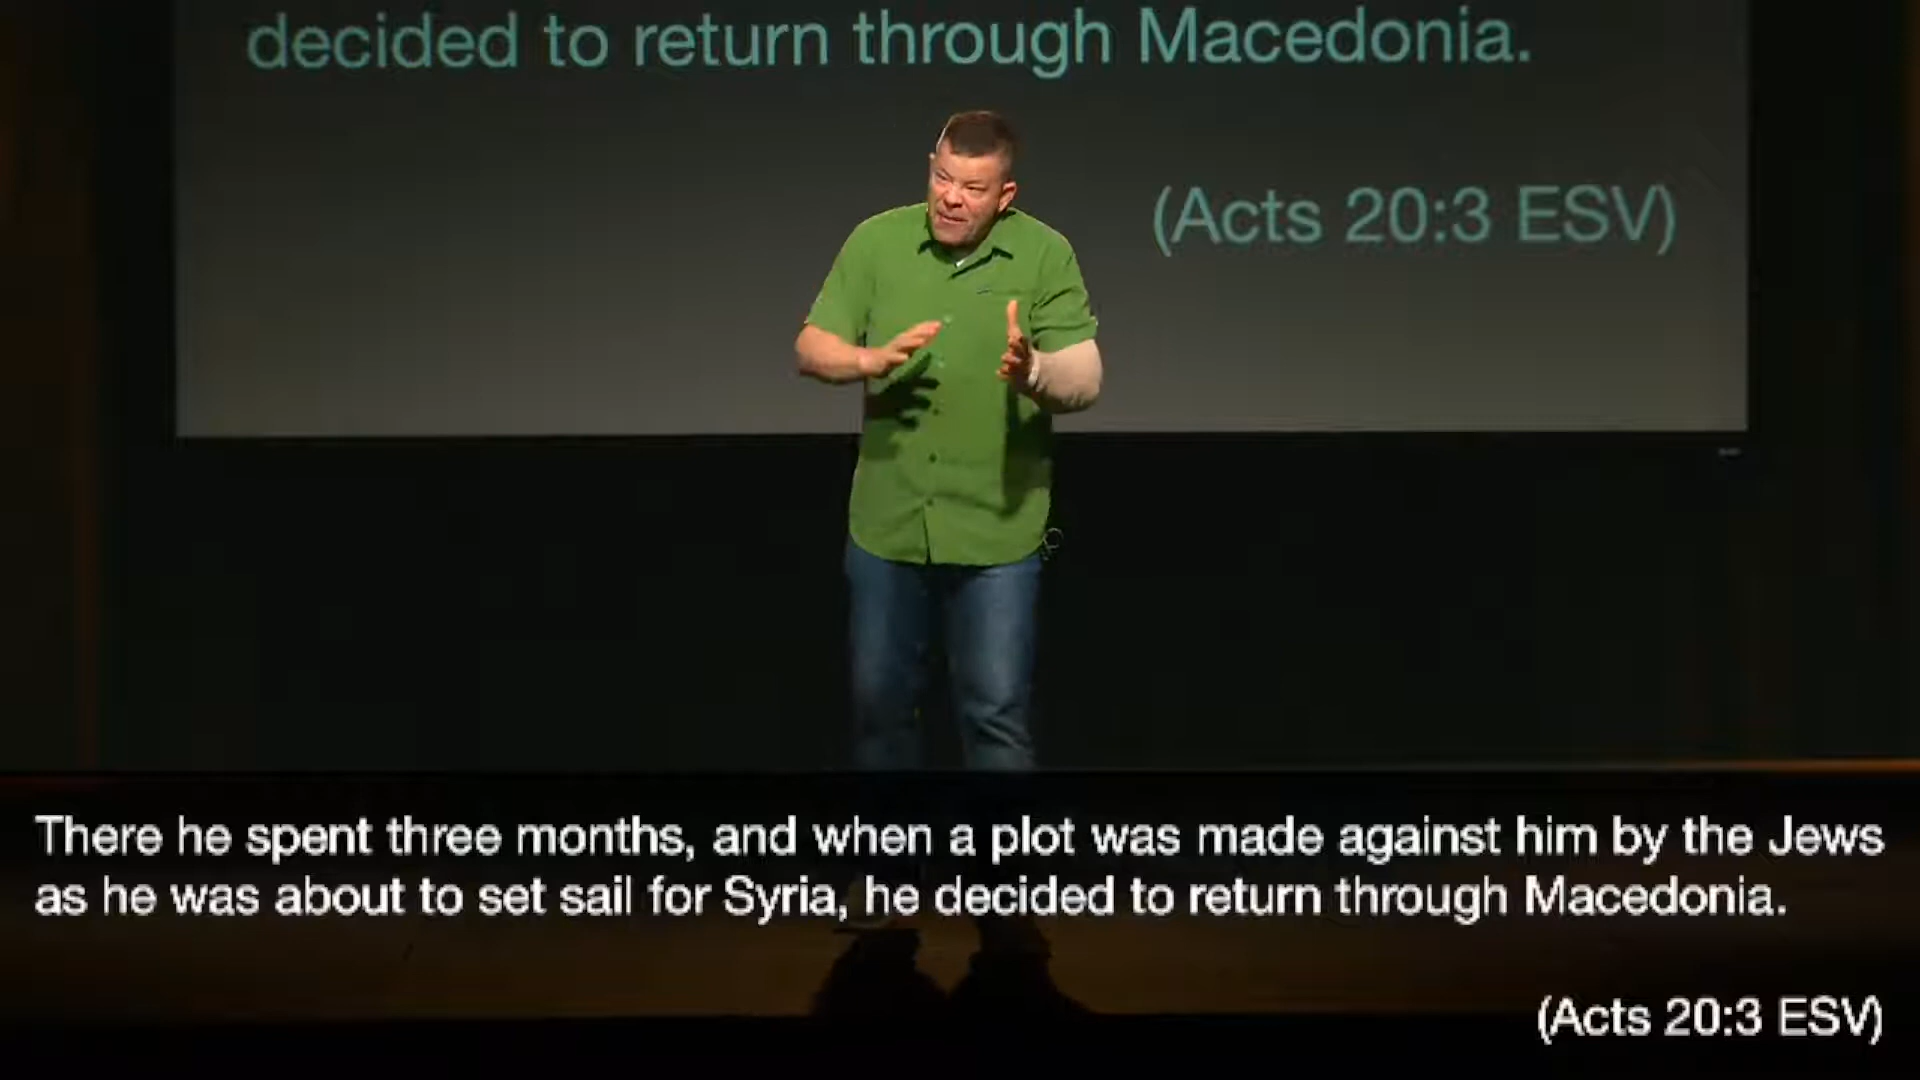 decided to return through Macedonia.
(Acts 20:3 ESV)
There he spent three months, and when a plot was made against him by the Jews
as he was about to set sail for Syria, he decided to return through Macedonia.
(Acts 20:3 ESV)